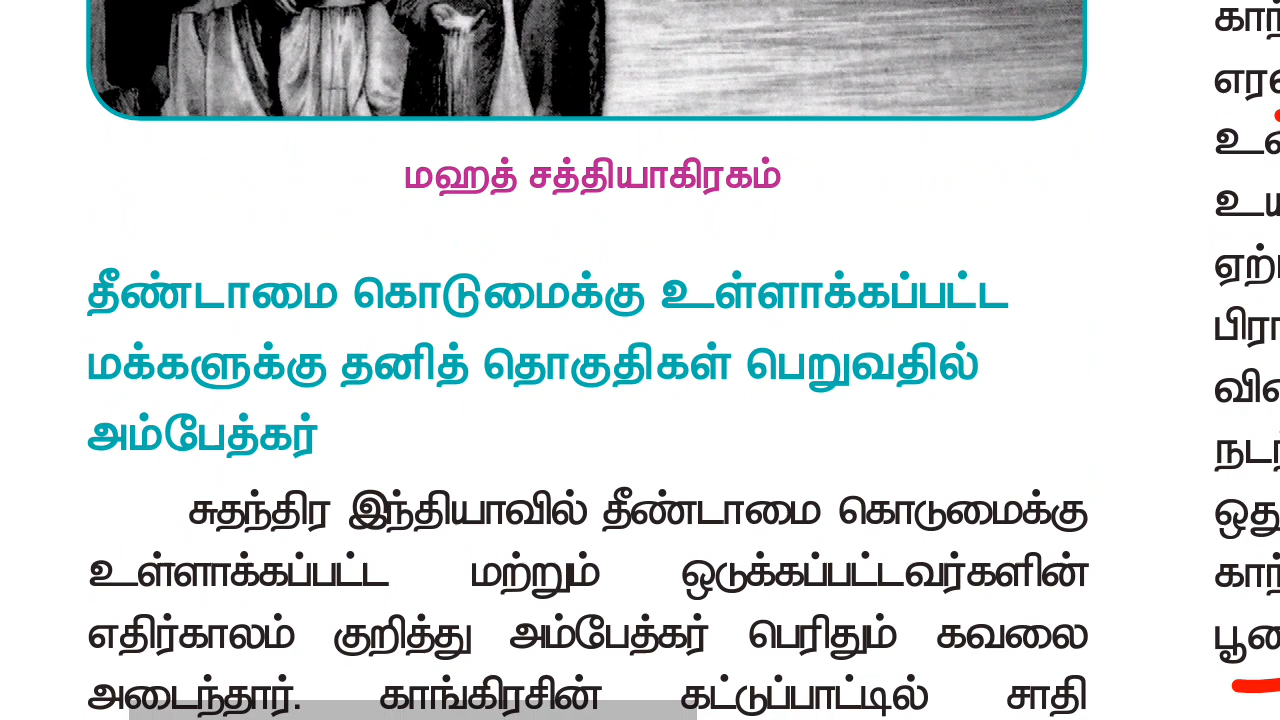 மஹத் சத்தியாகிரகம்
தீண்டாமை கொடுமைக்கு உள்ளாக்கப்பட்ட
மக்களுக்கு தனித் தொகுதிகள் பெறுவதில்
அம்பேத்கர்
சுதந்திர இந்தியாவில் தீண்டாமை கொடுமைக்கு
உள்ளாக்கப்பட்ட மற்றும் ஒடுக்கப்பட்டவர்களின்
எதிர்காலம் குறித்து அம்பேத்கர் பெரிதும் கவலை
அடைந்தார். காங்கிரசின் கட்டுப்பாட்டில் சாதி